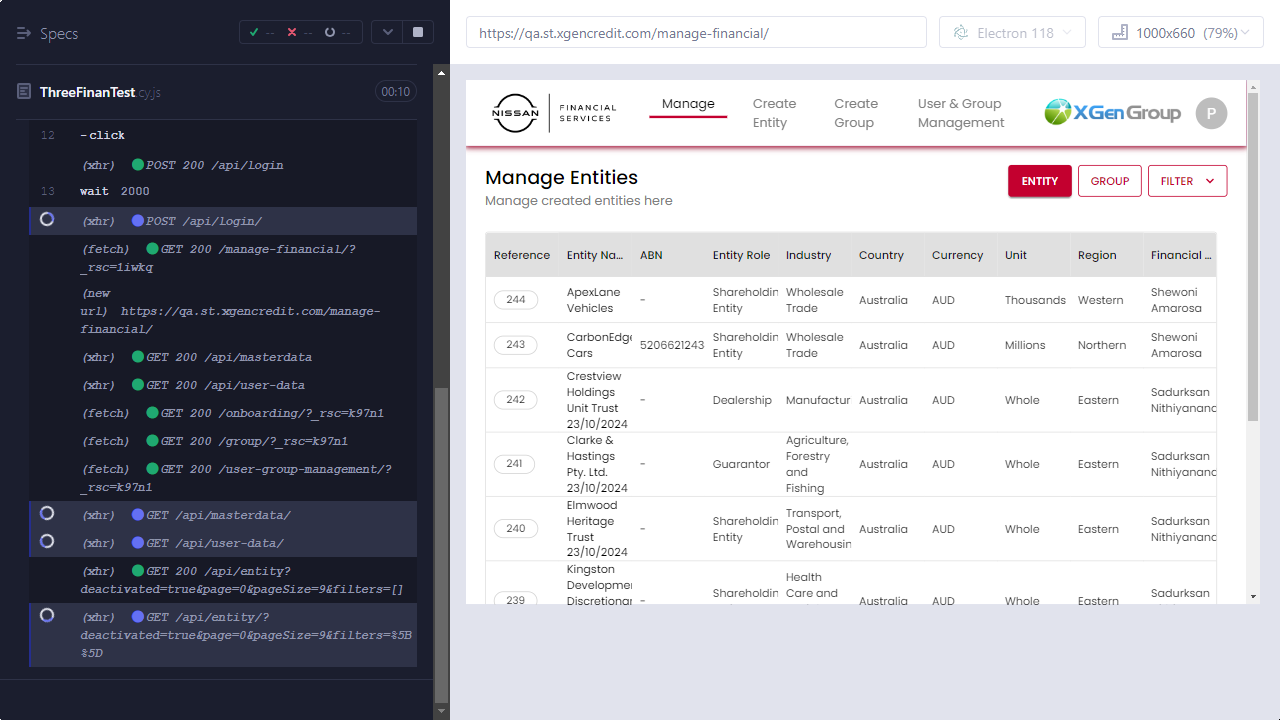 Specs
-- -- --
ThreeFinanTest.cy.js
00:10
12 -click
(xhr) POST 200 /api/login
13 wait 2000
(xhr) POST /api/login/
(fetch) GET 200 /manage-financial/?
_rsc=1iwkq
(new
url) https://qa.st.xgencredit.com/manage-
financial/
(xhr) GET 200 /api/masterdata
(xhr) GET 200 /api/user-data
(fetch) GET 200 /onboarding/?_rsc=k97n1
(fetch) GET 200 /group/?_rsc=k97n1
(fetch) GET 200 /user-group-management/?
_rsc=k97n1
(xhr) GET /api/masterdata/
(xhr) GET /api/user-data/
(xhr) GET 200 /api/entity?
deactivated=true&page=0&pageSize=9&filters=[]
(xhr) GET /api/entity/?
deactivated=true&page=0&pageSize=9&filters=%5B
%5D
https://qa.st.xgencredit.com/manage-financial/
Electron 118
1000x660 (79%)
NISSAN
FINANCIAL
SERVICES
Manage
Create
Entity
Create
Group
User & Group
Management
XGen Group
P
Manage Entities
Manage created entities here
ENTITY
GROUP
FILTER
Reference Entity Na... ABN Entity Role Industry Country Currency Unit Region Financial ...
244
ApexLane
Vehicles
-
Shareholdin
Entity
Wholesale
Trade
Australia
AUD
Thousands
Western
Shewoni
Amarosa
243
CarbonEdge
Cars
5206621243
Shareholdin
Entity
Wholesale
Trade
Australia
AUD
Millions
Northern
Shewoni
Amarosa
242
Crestview
Holdings
Unit Trust
23/10/2024
-
Dealership
Manufactur
Australia
AUD
Whole
Eastern
Sadurksan
Nithiyanand
241
Clarke &
Hastings
Pty. Ltd.
23/10/2024
-
Guarantor
Agriculture,
Forestry
and
Fishing
Australia
AUD
Whole
Eastern
Sadurksan
Nithiyanand
240
Elmwood
Heritage
Trust
23/10/2024
-
Shareholdin
Entity
Transport,
Postal and
Warehousin
Australia
AUD
Whole
Eastern
Sadurksan
Nithiyanand
239
Kingston
Developmen
Discretionar
-
Shareholdin
Health
Care and
Australia
AUD
Whole
Eastern
Sadurksan